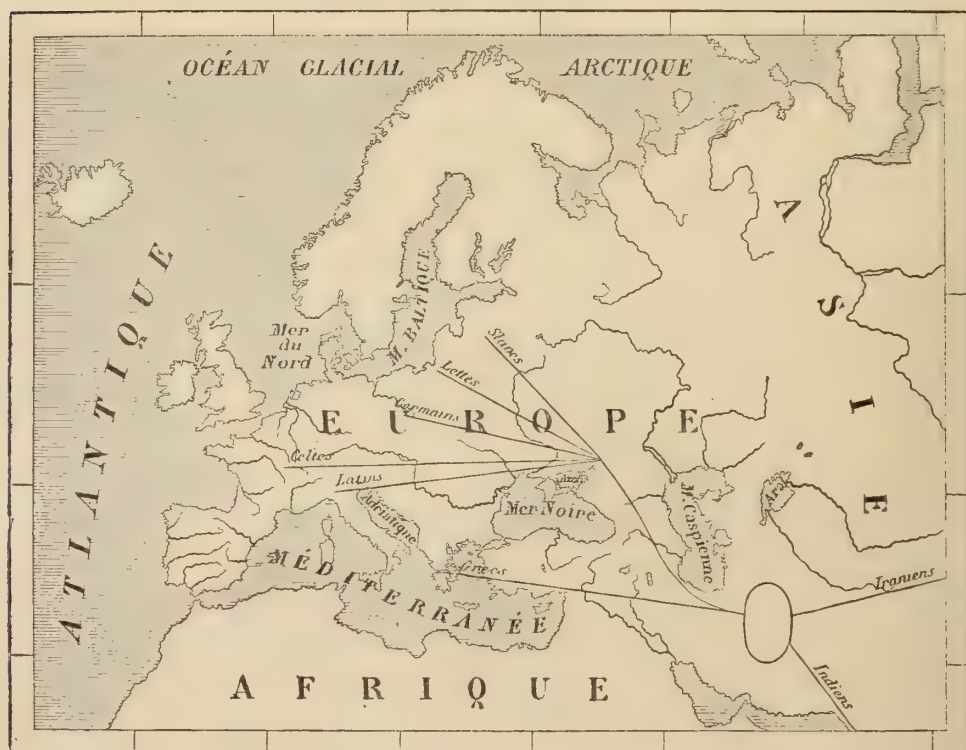 OCÉAN GLACIAL ARCTIQUE
ATLANTIQUE
Mer
du
Nord
M. BALTIQUE
Slaves
Lettes
Germains
EUROPE
ASIE
Celtes
Latins
Adriatique
Mer Noire
M. Caspienne
Aral
Grecs
MÉDITERRANÉE
Iraniens
Indiens
AFRIQUE